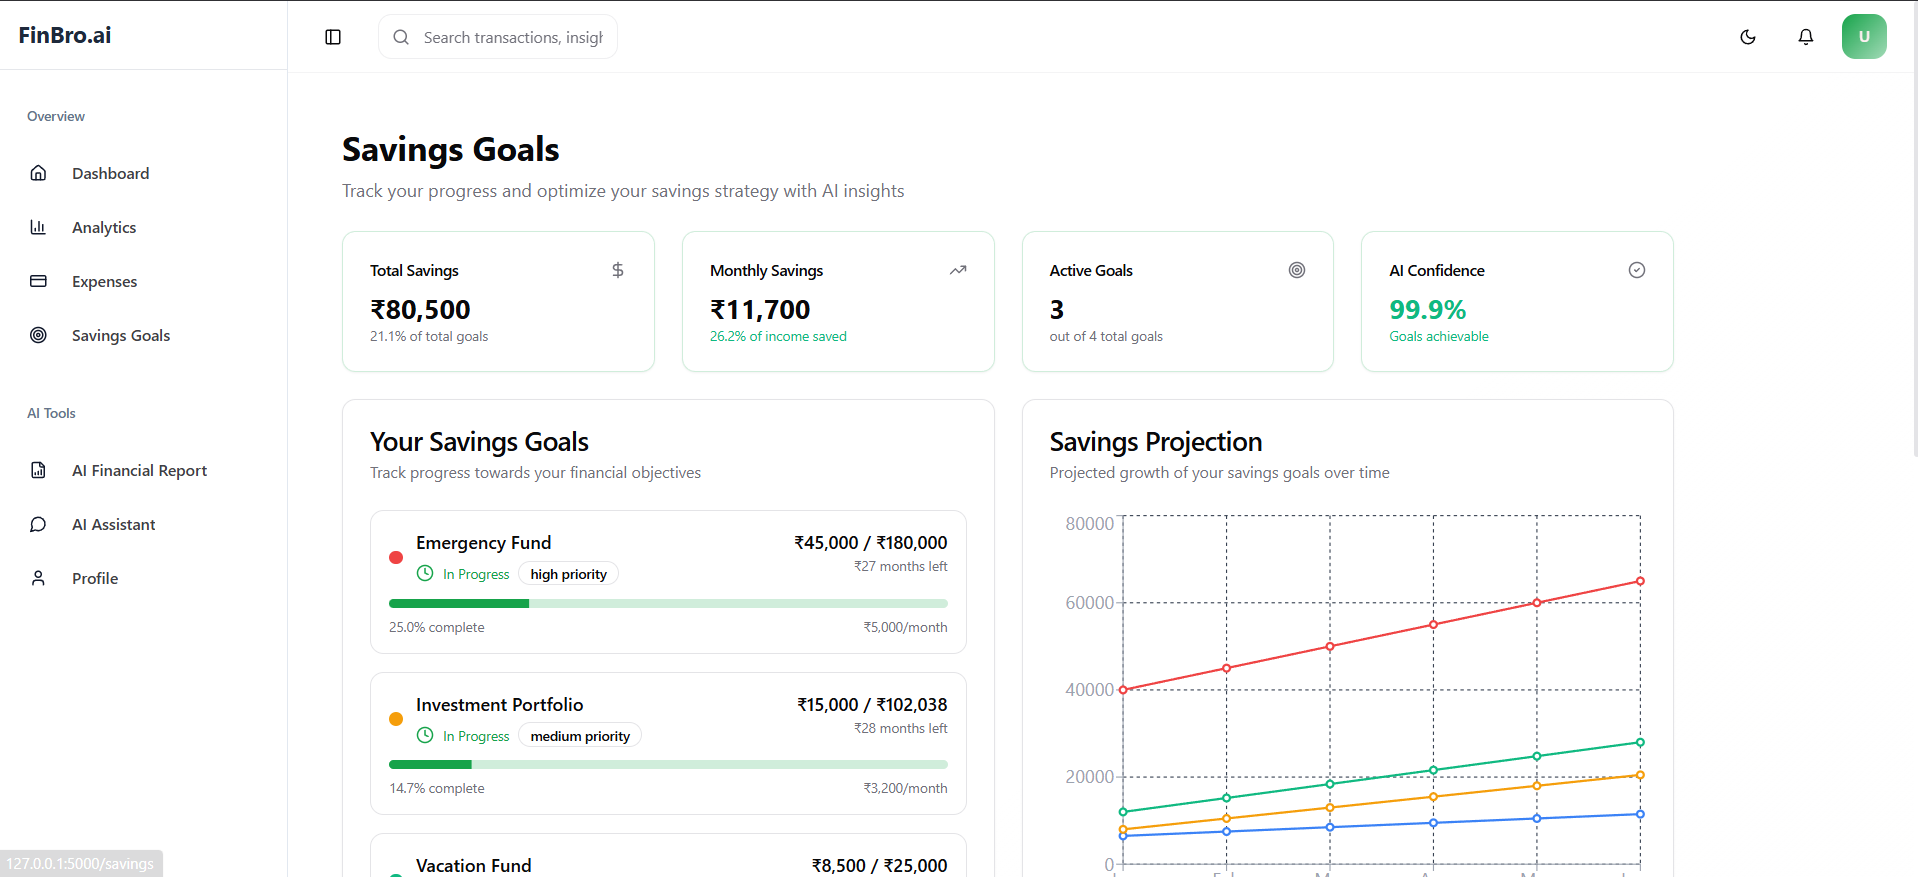 FinBro.ai
Search transactions, insigh
U
Overview
Dashboard
Analytics
Expenses
Savings Goals
AI Tools
AI Financial Report
AI Assistant
Profile
Savings Goals
Track your progress and optimize your savings strategy with AI insights
Total Savings
₹80,500
21.1% of total goals
Monthly Savings
₹11,700
26.2% of income saved
Active Goals
3
out of 4 total goals
AI Confidence
99.9%
Goals achievable
Your Savings Goals
Track progress towards your financial objectives
Emergency Fund
₹45,000 / ₹180,000
In Progress
high priority
₹27 months left
25.0% complete
₹5,000/month
Investment Portfolio
₹15,000 / ₹102,038
In Progress
medium priority
₹28 months left
14.7% complete
₹3,200/month
Vacation Fund
₹8,500 / ₹25,000
Savings Projection
Projected growth of your savings goals over time
80000
60000
40000
20000
0
127.0.0.1:5000/savings